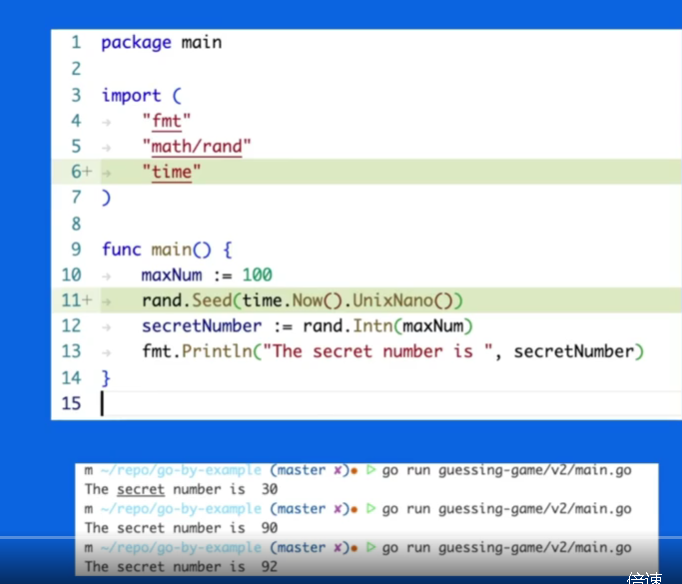 1 package main
2
3 import (
4 "fmt"
5 "math/rand"
6+ "time"
7 )
8
9 func main() {
10 maxNum := 100
11+ rand.Seed(time.Now().UnixNano())
12 secretNumber := rand.Intn(maxNum)
13 fmt.Println("The secret number is ", secretNumber)
14 }
15
m ~/repo/go-by-example (master ✗)● ▷ go run guessing-game/v2/main.go
The secret number is  30
m ~/repo/go-by-example (master ✗)● ▷ go run guessing-game/v2/main.go
The secret number is  90
m ~/repo/go-by-example (master ✗)● ▷ go run guessing-game/v2/main.go
The secret number is  92
倍速